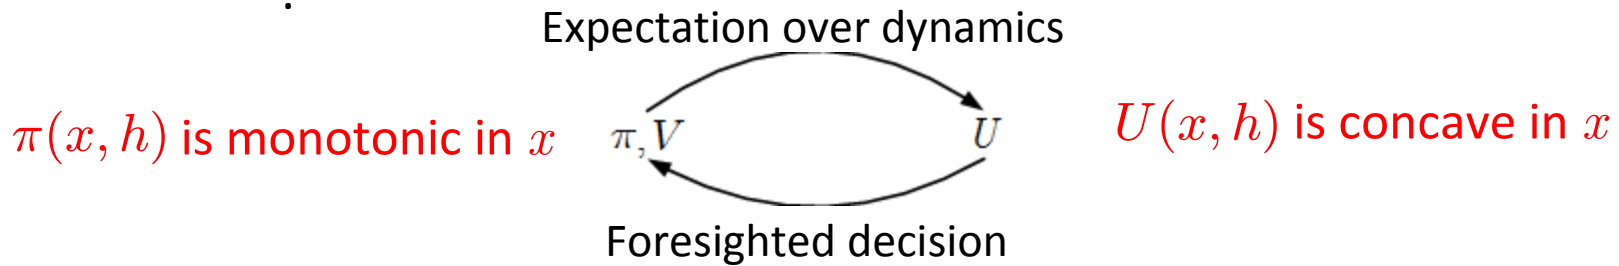 Expectation over dynamics
π(x, h) is monotonic in x
π, V
U
U(x, h) is concave in x
Foresighted decision